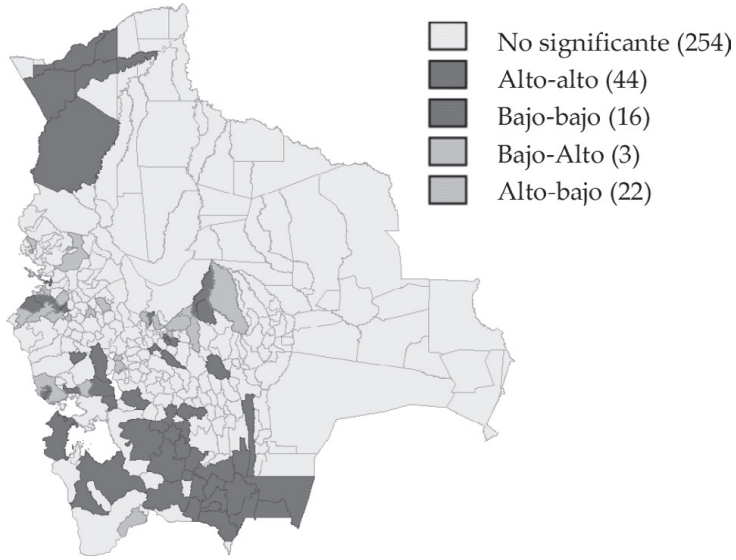 No significante (254)
Alto-alto (44)
Bajo-bajo (16)
Bajo-Alto (3)
Alto-bajo (22)